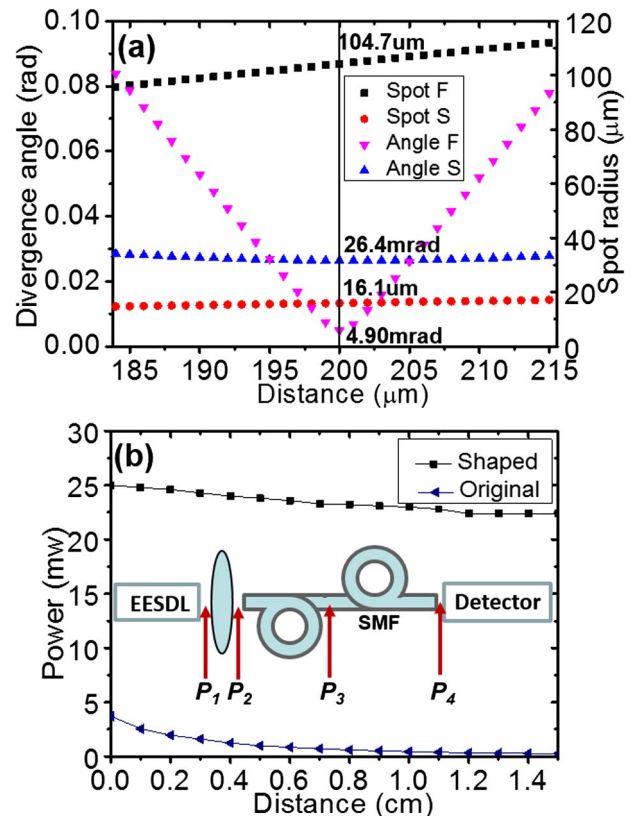 (a)
Divergence angle (rad)
0.10
0.08
0.06
0.04
0.02
0.00
104.7um
Spot F
Spot S
Angle F
Angle S
26.4mrad
16.1um
4.90mrad
120
100
80
60
40
20
0
Spot radius (μm)
185 190 195 200 205 210 215
Distance (μm)
(b)
Power (mw)
30
25
20
15
10
5
0
Shaped
Original
EESDL
SMF
Detector
P1 P2 P3 P4
0.0 0.2 0.4 0.6 0.8 1.0 1.2 1.4
Distance (cm)